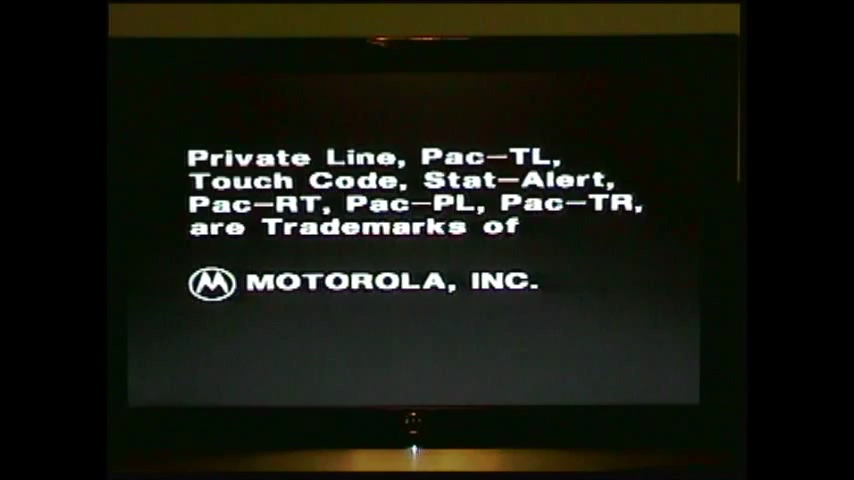 Private Line, Pac-TL,
Touch Code, Stat-Alert,
Pac-RT, Pac-PL, Pac-TR,
are Trademarks of
MOTOROLA, INC.